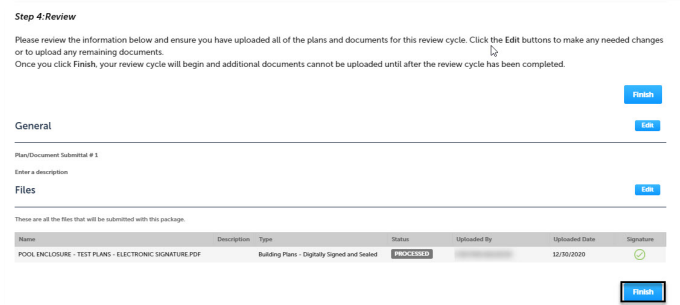 Step 4:Review
Please review the information below and ensure you have uploaded all of the plans and documents for this review cycle. Click the Edit buttons to make any needed changes
or to upload any remaining documents.
Once you click Finish, your review cycle will begin and additional documents cannot be uploaded until after the review cycle has been completed.
Finish
General
Edit
Plan/Document Submittal # 1
Enter a description
Files
Edit
These are all the files that will be submitted with this package.
Name Description Type Status Uploaded By Uploaded Date Signature
POOL ENCLOSURE - TEST PLANS - ELECTRONIC SIGNATURE.PDF Building Plans - Digitally Signed and Sealed PROCESSED 12/30/2020
Finish